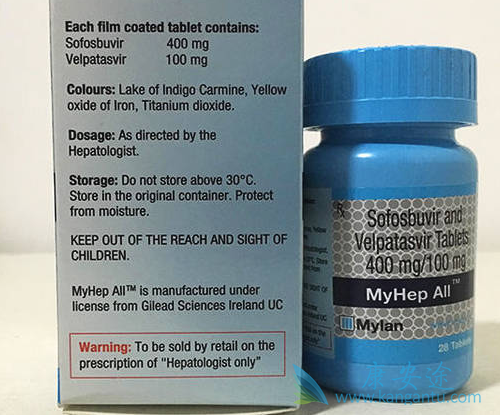 Each film coated tablet contains:
Sofosbuvir 400 mg
Velpatasvir 100 mg
Colours: Lake of Indigo Carmine, Yellow
oxide of Iron, Titanium dioxide.
Dosage: As directed by the
Hepatologist.
Storage: Do not store above 30°C.
Store in the original container. Protect
from moisture.
KEEP OUT OF THE REACH AND SIGHT OF
CHILDREN.
MyHep All™ is manufactured under
license from Gilead Sciences Ireland UC
Warning: To be sold by retail on the
prescription of "Hepatologist only"
Rx
Sofosbuvir and
Velpatasvir Tablets
400 mg/100 mg
MyHep All™
Mylan
28 Tablets